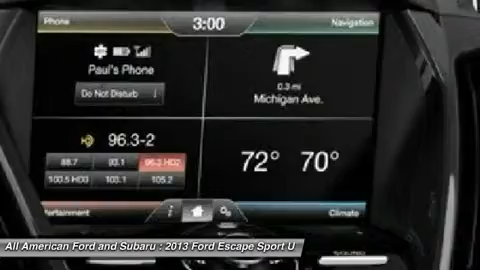 Phone
3:00
Navigation
Paul's Phone
Do Not Disturb
0.3 mi
Michigan Ave.
96.3-2
88.7 93.1 96.3 HD2
100.5 HD3 103.1 105.2
72° 70°
Climate
All American Ford and Subaru : 2013 Ford Escape Sport U